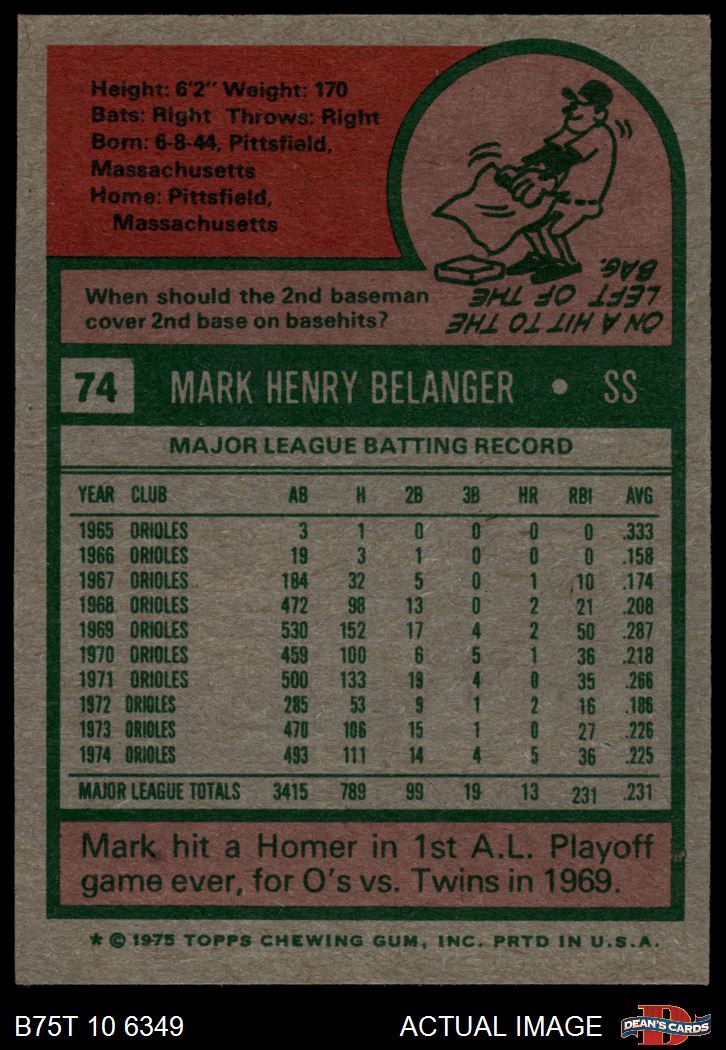 Height: 6'2" Weight: 170
Bats: Right Throws: Right
Born: 6-8-44, Pittsfield,
Massachusetts
Home: Pittsfield,
Massachusetts
When should the 2nd baseman
cover 2nd base on basehits?
ON A HIT TO THE
LEFT OF THE
BAG.
74 MARK HENRY BELANGER • SS
MAJOR LEAGUE BATTING RECORD
YEAR CLUB AB H 2B 3B HR RBI AVG
1965 ORIOLES 3 1 0 0 0 0 .333
1966 ORIOLES 19 3 1 0 0 0 .158
1967 ORIOLES 184 32 5 0 1 10 .174
1968 ORIOLES 472 98 13 0 2 21 .208
1969 ORIOLES 530 152 17 4 2 50 .287
1970 ORIOLES 459 100 6 5 1 36 .218
1971 ORIOLES 500 133 19 4 0 35 .266
1972 ORIOLES 285 53 9 1 2 16 .186
1973 ORIOLES 470 106 15 1 0 27 .226
1974 ORIOLES 493 111 14 4 5 36 .225
MAJOR LEAGUE TOTALS 3415 789 99 19 13 231 .231
Mark hit a Homer in 1st A.L. Playoff
game ever, for O's vs. Twins in 1969.
* © 1975 TOPPS CHEWING GUM, INC. PRTD IN U.S.A.
B75T 10 6349 ACTUAL IMAGE
D
DEAN'S CARDS